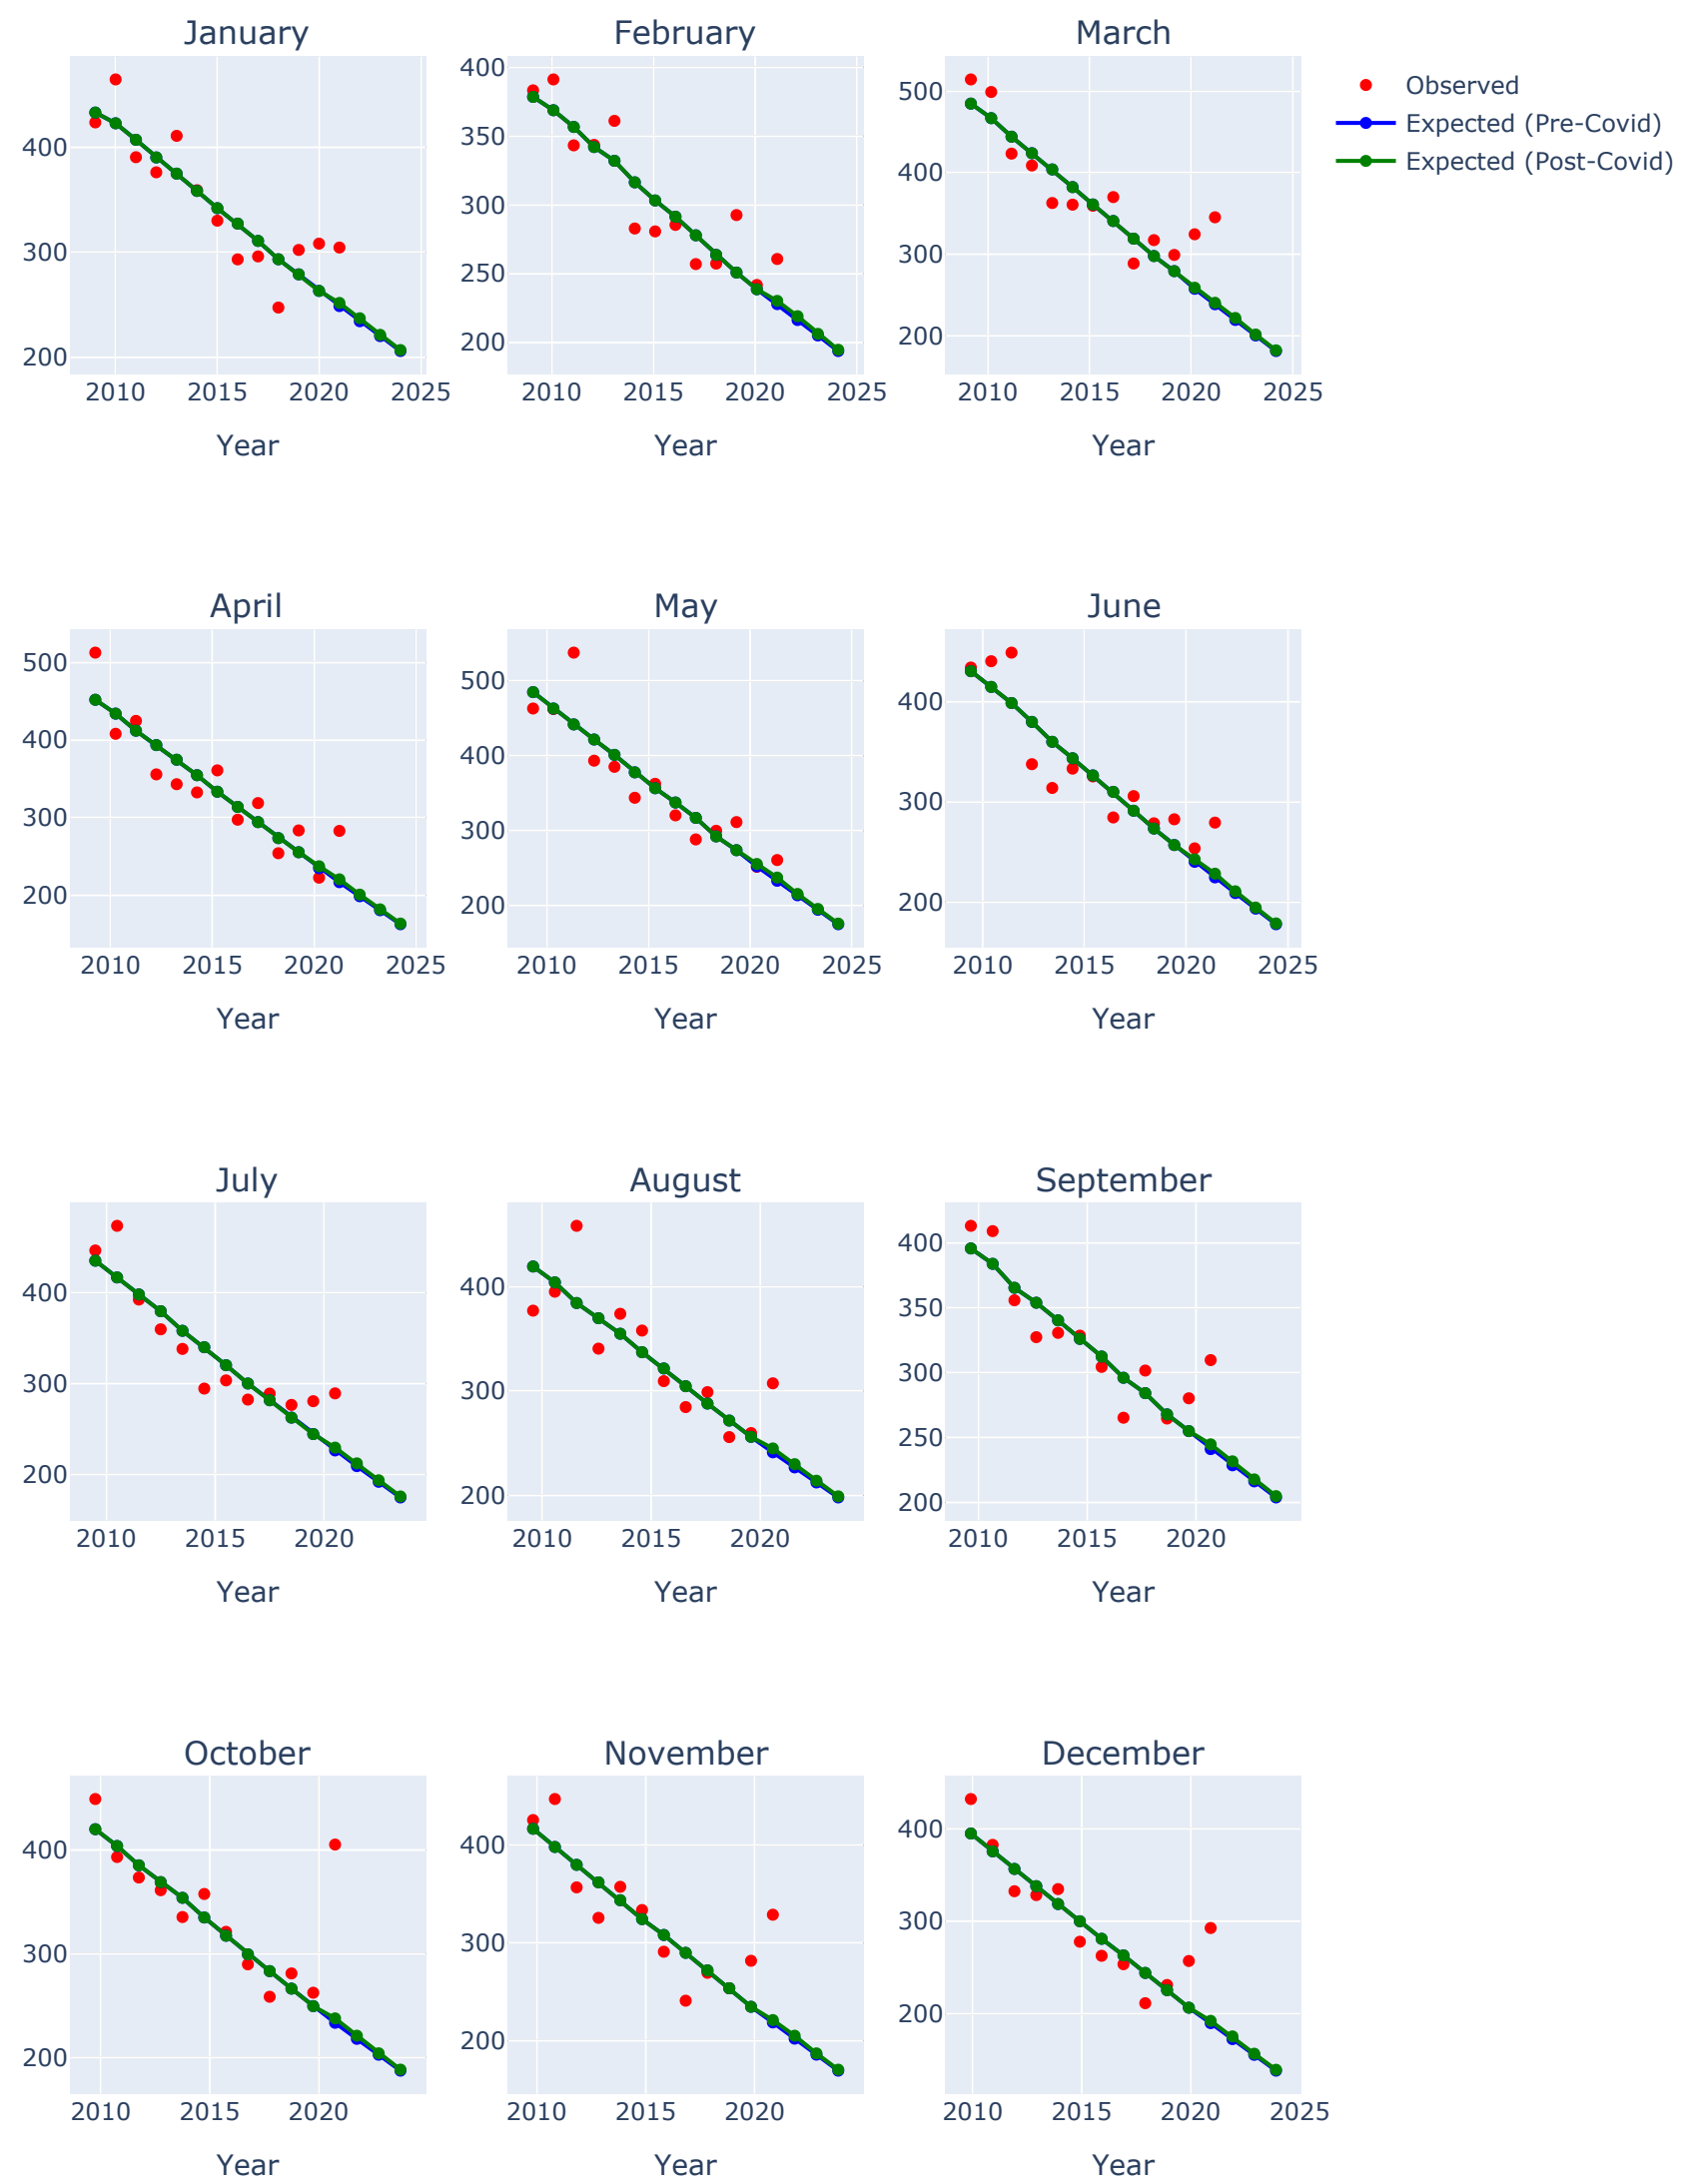 January February March
400
300
200
2010 2015 2020 2025
Year
400
350
300
250
200
2010 2015 2020 2025
Year
500
400
300
200
2010 2015 2020 2025
Year
Observed
Expected (Pre-Covid)
Expected (Post-Covid)
April May June
500
400
300
200
2010 2015 2020 2025
Year
500
400
300
200
2010 2015 2020 2025
Year
400
300
200
2010 2015 2020 2025
Year
July August September
400
300
200
2010 2015 2020
Year
400
300
200
2010 2015 2020
Year
400
350
300
250
200
2010 2015 2020
Year
October November December
400
300
200
2010 2015 2020
Year
400
300
200
2010 2015 2020
Year
400
300
200
2010 2015 2020 2025
Year